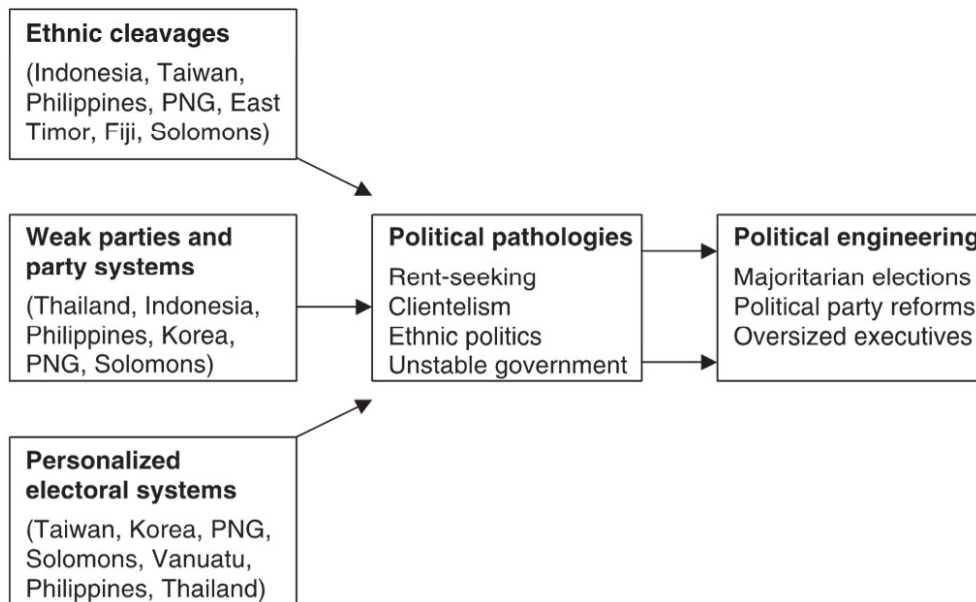 Ethnic cleavages
(Indonesia, Taiwan,
Philippines, PNG, East
Timor, Fiji, Solomons)
Weak parties and
party systems
(Thailand, Indonesia,
Philippines, Korea,
PNG, Solomons)
Personalized
electoral systems
(Taiwan, Korea, PNG,
Solomons, Vanuatu,
Philippines, Thailand)
Political pathologies
Rent-seeking
Clientelism
Ethnic politics
Unstable government
Political engineering
Majoritarian elections
Political party reforms
Oversized executives